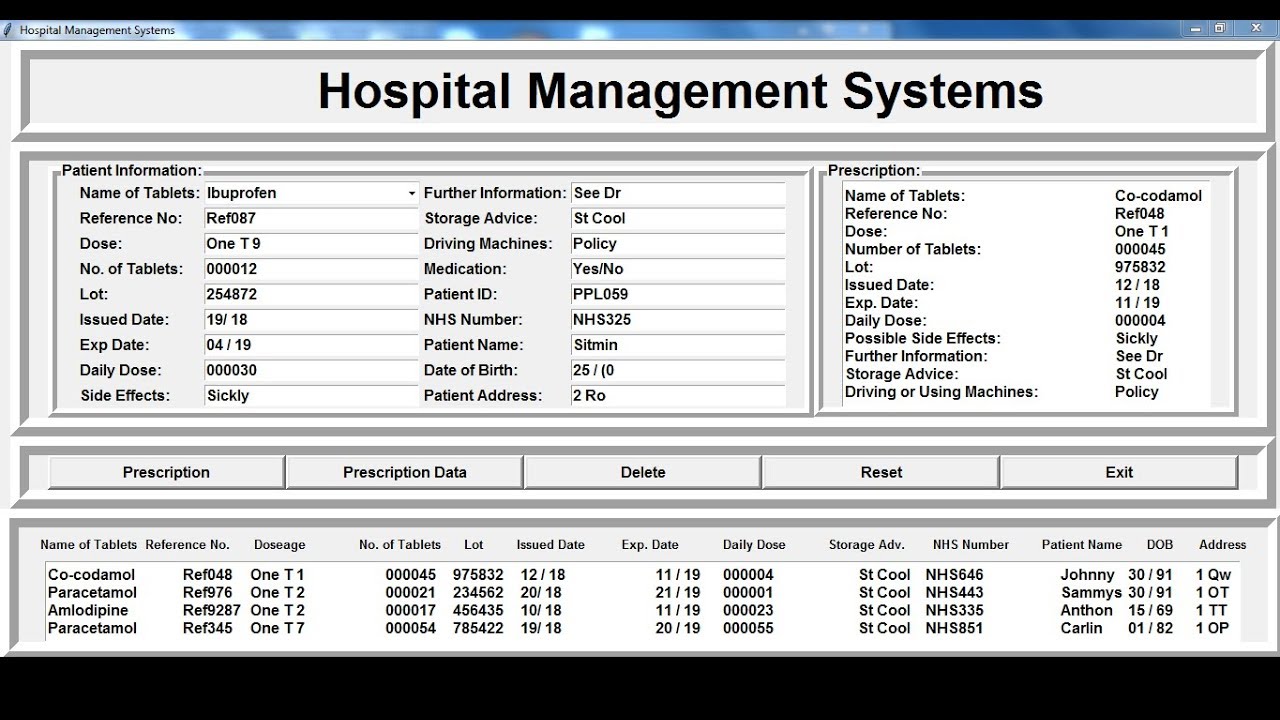 Hospital Management Systems
Hospital Management Systems
Patient Information:
Name of Tablets: Ibuprofen Further Information: See Dr
Reference No: Ref087 Storage Advice: St Cool
Dose: One T 9 Driving Machines: Policy
No. of Tablets: 000012 Medication: Yes/No
Lot: 254872 Patient ID: PPL059
Issued Date: 19/ 18 NHS Number: NHS325
Exp Date: 04 / 19 Patient Name: Sitmin
Daily Dose: 000030 Date of Birth: 25 / (0
Side Effects: Sickly Patient Address: 2 Ro
Prescription:
Name of Tablets: Co-codamol
Reference No: Ref048
Dose: One T 1
Number of Tablets: 000045
Lot: 975832
Issued Date: 12 / 18
Exp. Date: 11 / 19
Daily Dose: 000004
Possible Side Effects: Sickly
Further Information: See Dr
Storage Advice: St Cool
Driving or Using Machines: Policy
Prescription Prescription Data Delete Reset Exit
Name of Tablets Reference No. Doseage No. of Tablets Lot Issued Date Exp. Date Daily Dose Storage Adv. NHS Number Patient Name DOB Address
Co-codamol Ref048 One T 1 000045 975832 12 / 18 11 / 19 000004 St Cool NHS646 Johnny 30 / 91 1 Qw
Paracetamol Ref976 One T 2 000021 234562 20/ 18 21 / 19 000001 St Cool NHS443 Sammys 30 / 91 1 OT
Amlodipine Ref9287 One T 2 000017 456435 10/ 18 11 / 19 000023 St Cool NHS335 Anthon 15 / 69 1 TT
Paracetamol Ref345 One T 7 000054 785422 19/ 18 20 / 19 000055 St Cool NHS851 Carlin 01 / 82 1 OP